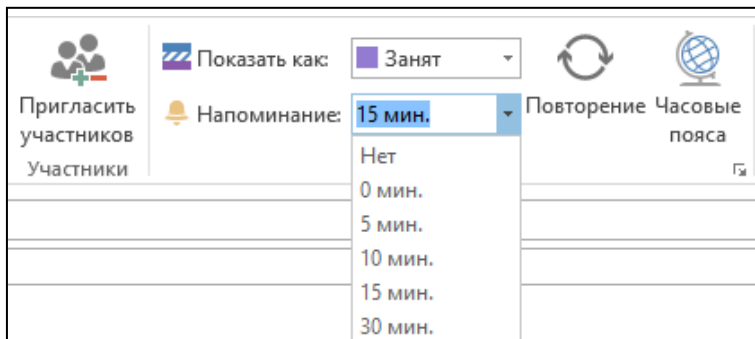 Показать как:
Занят
Напоминание:
15 мин.
Пригласить
участников
Повторение
Часовые
пояса
Участники
Нет
0 мин.
5 мин.
10 мин.
15 мин.
30 мин.